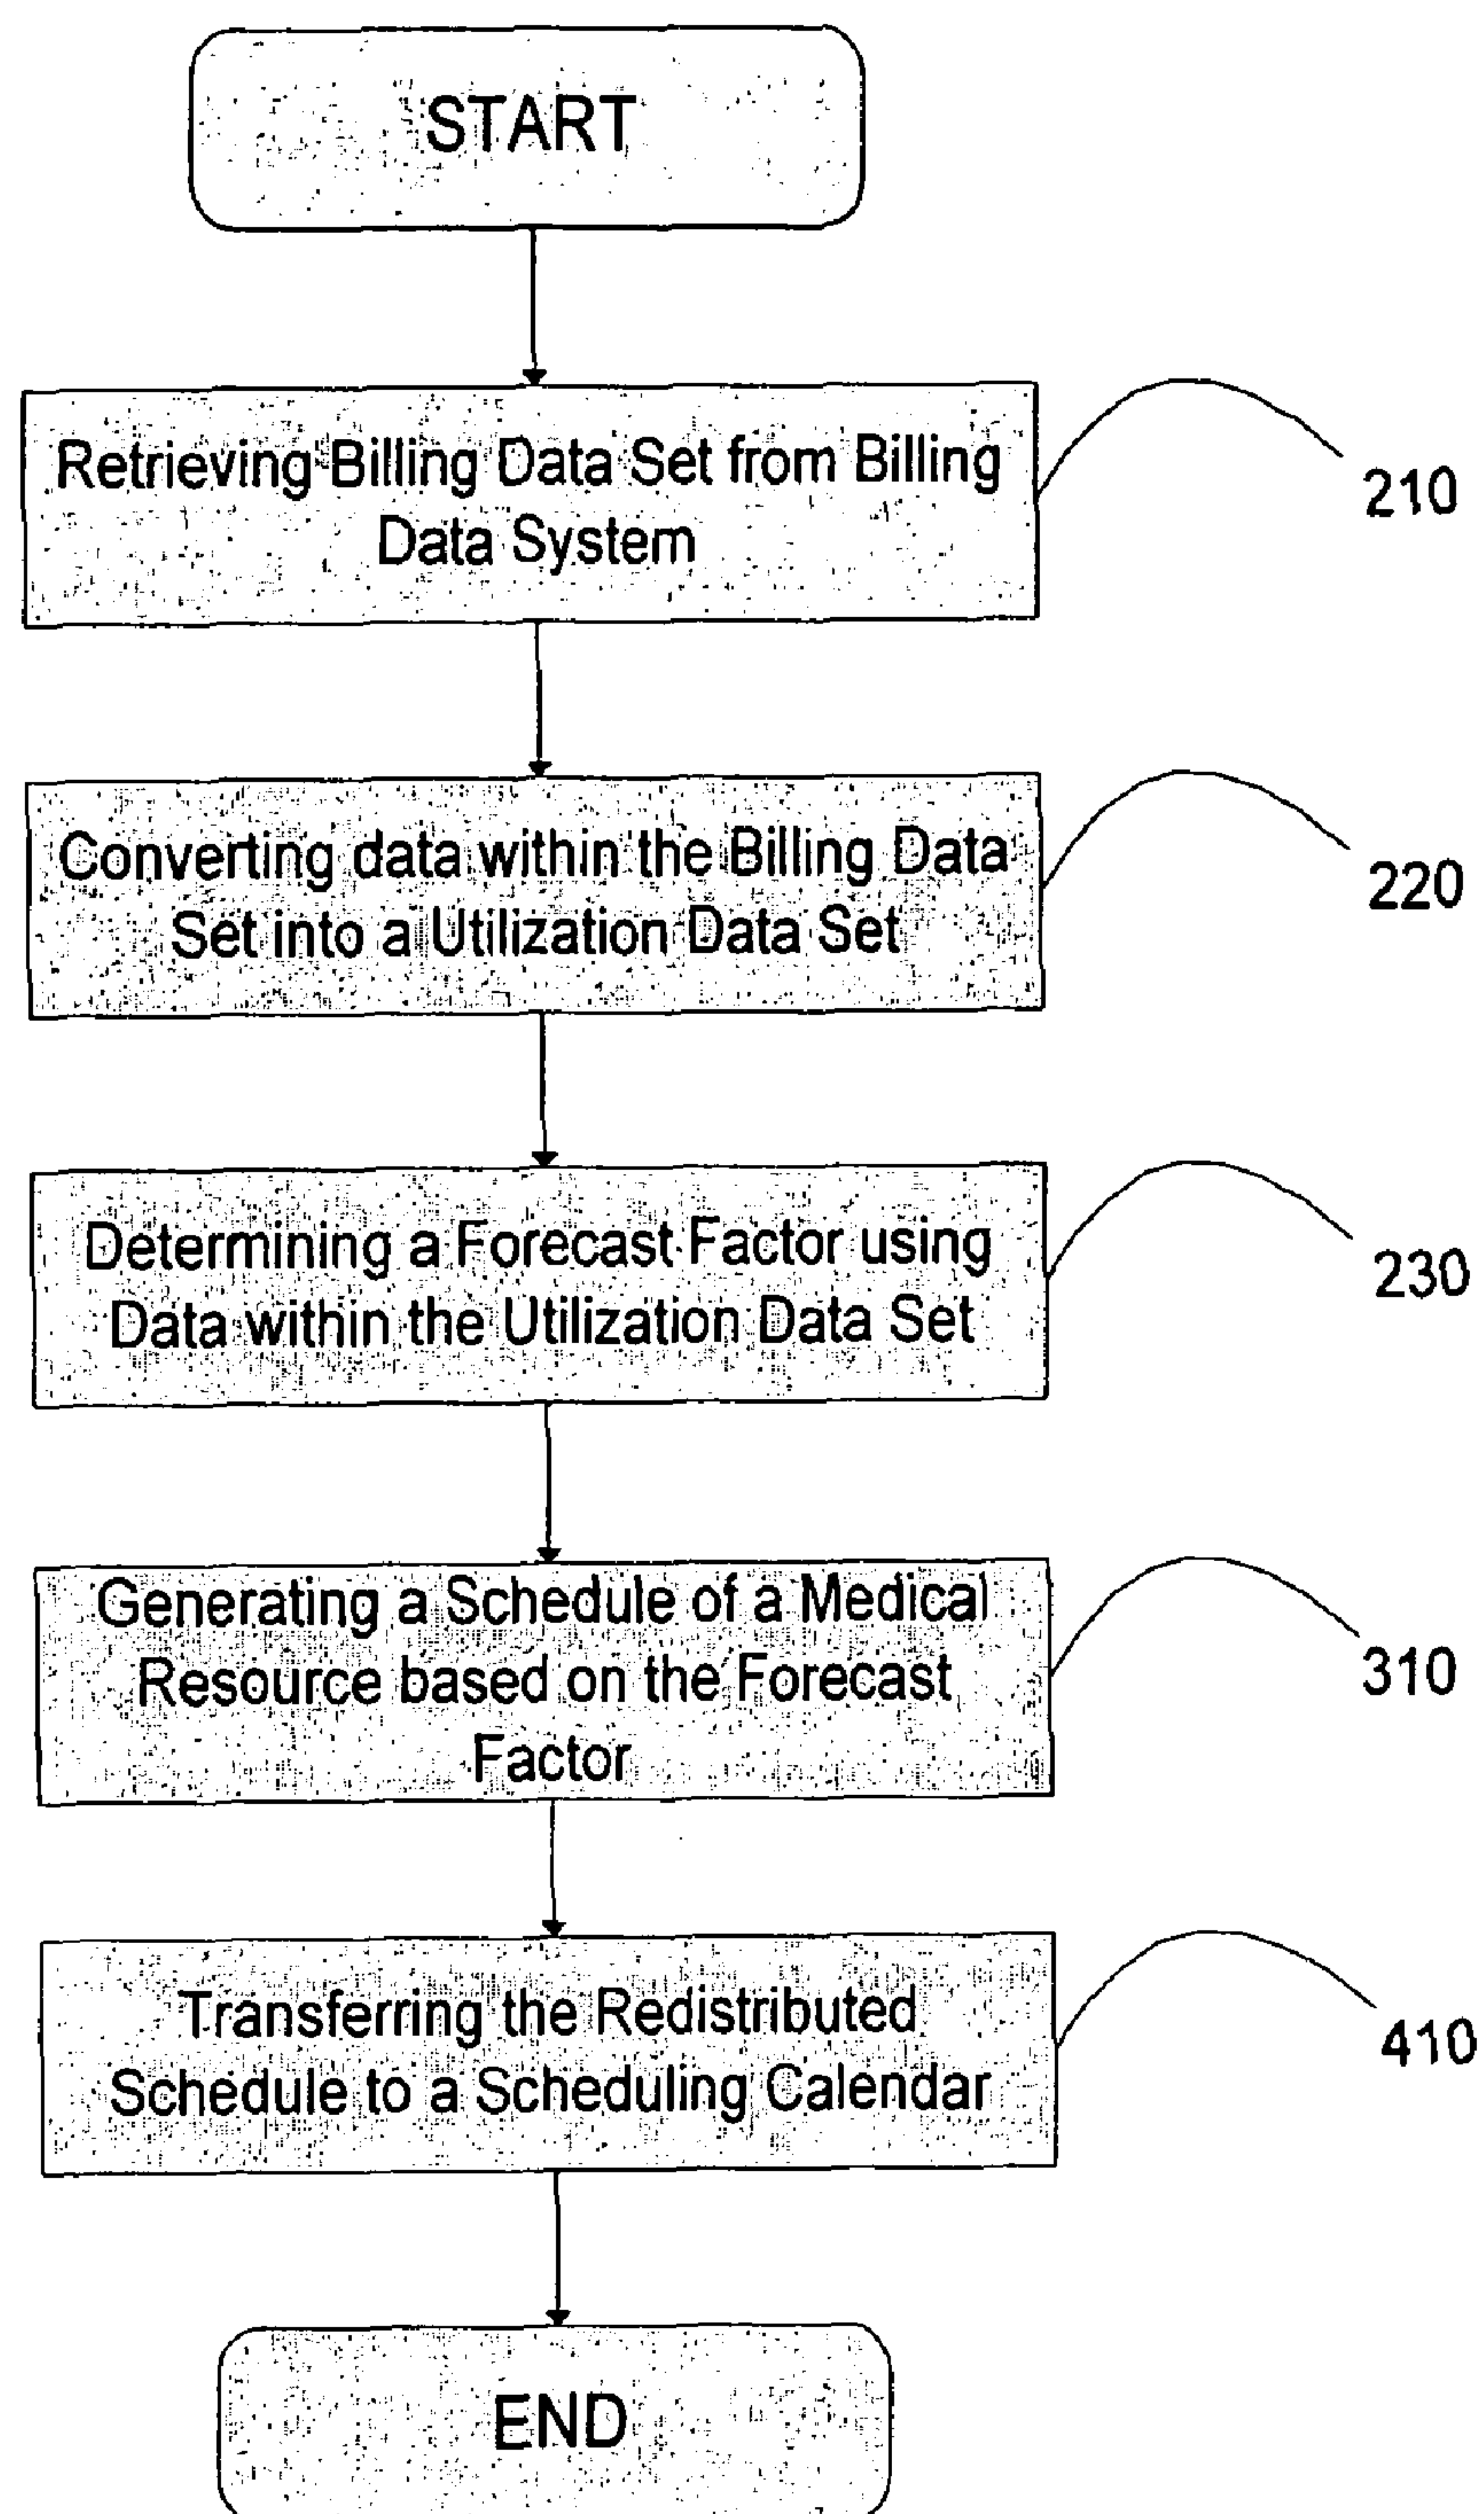 START
Retrieving Billing Data Set from Billing
Data System
210
Converting data within the Billing Data
Set into a Utilization Data Set
220
Determining a Forecast Factor using
Data within the Utilization Data Set
230
Generating a Schedule of a Medical
Resource based on the Forecast
Factor
310
Transferring the Redistributed
Schedule to a Scheduling Calendar
410
END